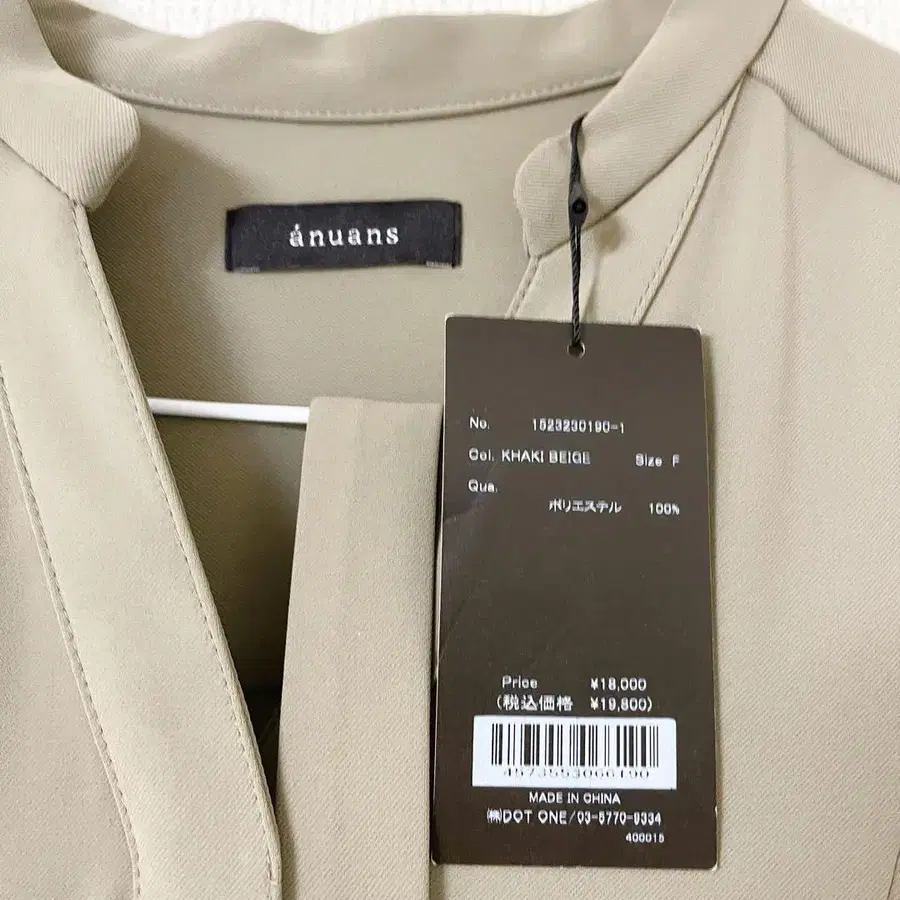 ánuans
No. 1523230190-1
Col. KHAKI BEIGE Size F
Qua.
ポリエステル 100%
Price ¥18,000
(税込価格 ¥19,800)
4573553066190
MADE IN CHINA
㈱DOT ONE/03-5770-9334
400015